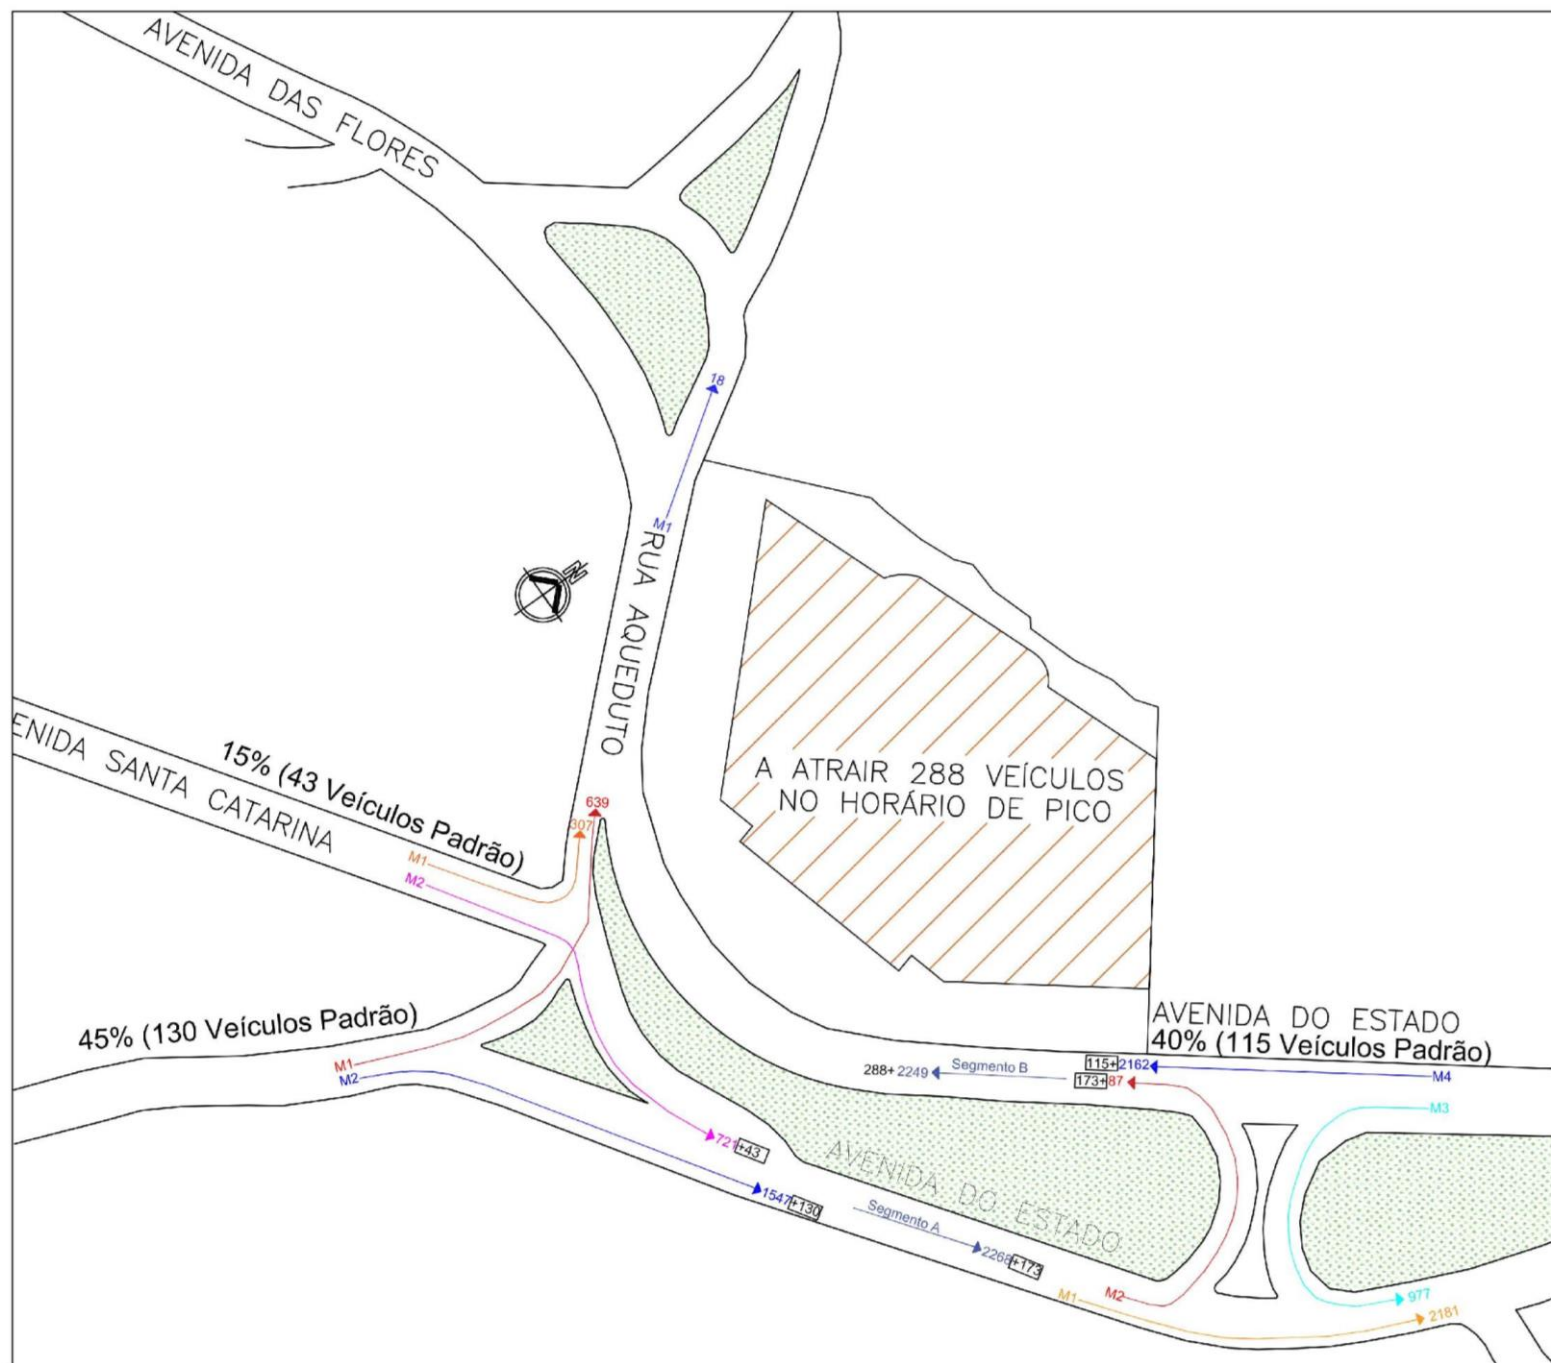 AVENIDA DAS FLORES
18
M1
RUA AQUEDUTO
N
A ATRAIR 288 VEÍCULOS
NO HORÁRIO DE PICO
ENIDA SANTA CATARINA
15% (43 Veículos Padrão)
639
307
M1
M2
45% (130 Veículos Padrão)
M1
M2
AVENIDA DO ESTADO
40% (115 Veículos Padrão)
288+ 2249
Segmento B
115+2162
M4
173+87
M3
721+43
1547+130
AVENIDA DO ESTADO
Segmento A
2268+173
M1
M2
977
2181